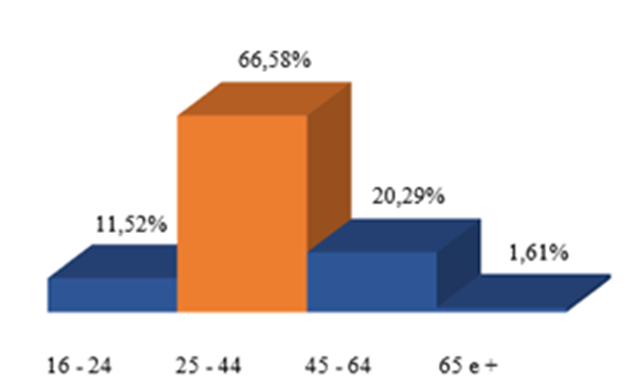 66,58%
20,29%
11,52%
1,61%
16 - 24 25 - 44 45 - 64 65 e +